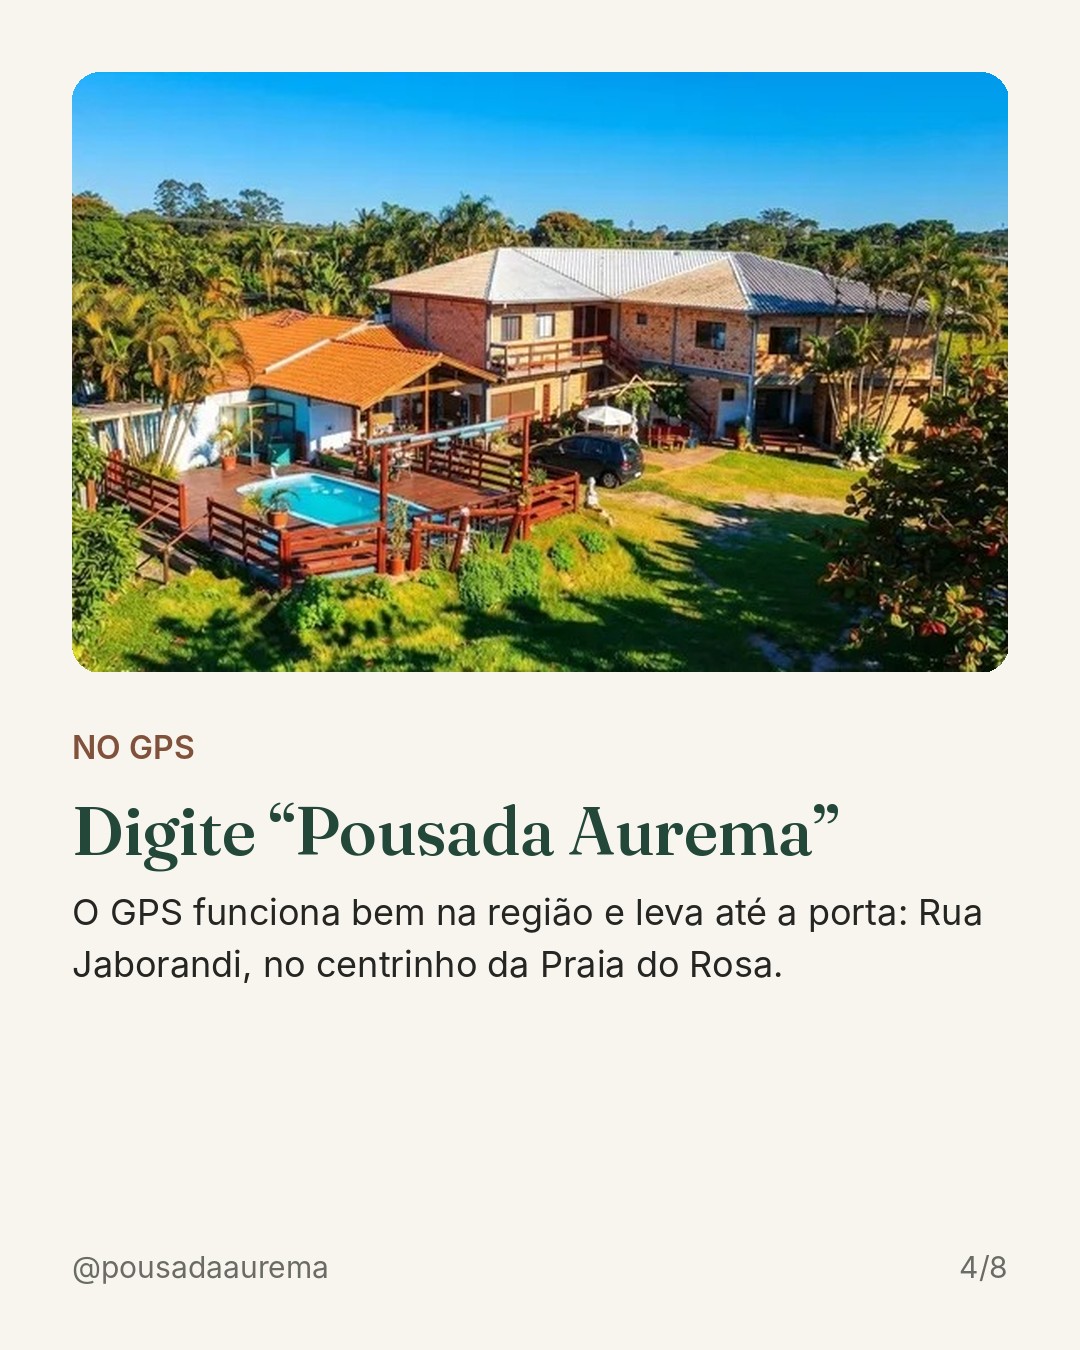 NO GPS
Digite “Pousada Aurema”
O GPS funciona bem na região e leva até a porta: Rua
Jaborandi, no centrinho da Praia do Rosa.
@pousadaaurema
4/8